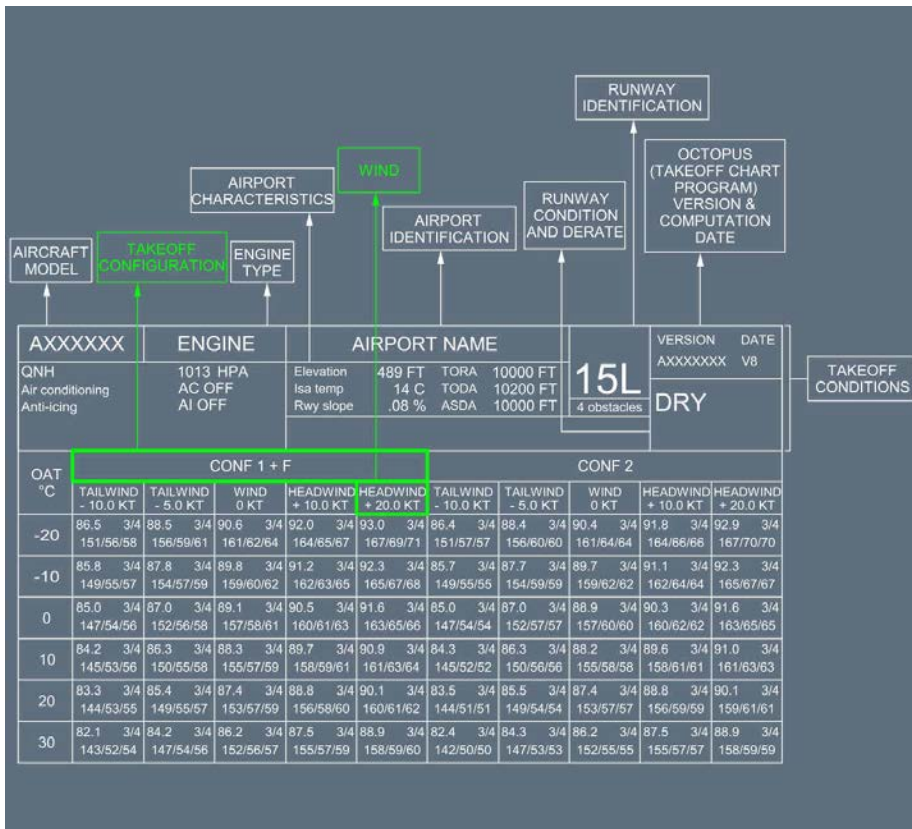 RUNWAY
IDENTIFICATION
OCTOPUS
(TAKEOFF CHART
PROGRAM)
VERSION &
COMPUTATION
DATE
WIND
AIRPORT
CHARACTERISTICS
RUNWAY
CONDITION
AND DERATE
AIRPORT
IDENTIFICATION
AIRCRAFT
MODEL
TAKEOFF
CONFIGURATION
ENGINE
TYPE
AXXXXXX ENGINE AIRPORT NAME 15L VERSION DATE
AXXXXXXX V8
QNH 1013 HPA Elevation 489 FT TORA 10000 FT
Air conditioning AC OFF Isa temp 14 C TODA 10200 FT
Anti-icing AI OFF Rwy slope .08 % ASDA 10000 FT 4 obstacles DRY
TAKEOFF
CONDITIONS
OAT
°C
CONF 1 + F CONF 2
TAILWIND TAILWIND WIND HEADWIND HEADWIND TAILWIND TAILWIND WIND HEADWIND HEADWIND
- 10.0 KT - 5.0 KT 0 KT + 10.0 KT + 20.0 KT - 10.0 KT - 5.0 KT 0 KT + 10.0 KT + 20.0 KT
-20
86.5 3/4 88.5 3/4 90.6 3/4 92.0 3/4 93.0 3/4 86.4 3/4 88.4 3/4 90.4 3/4 91.8 3/4 92.9 3/4
151/56/58 156/59/61 161/62/64 164/65/67 167/69/71 151/57/57 156/60/60 161/64/64 164/66/66 167/70/70
-10
85.8 3/4 87.8 3/4 89.8 3/4 91.2 3/4 92.3 3/4 85.7 3/4 87.7 3/4 89.7 3/4 91.1 3/4 92.3 3/4
149/55/57 154/57/59 159/60/62 162/63/65 165/67/68 149/55/55 154/59/59 159/62/62 162/64/64 165/67/67
0
85.0 3/4 87.0 3/4 89.1 3/4 90.5 3/4 91.6 3/4 85.0 3/4 87.0 3/4 88.9 3/4 90.3 3/4 91.6 3/4
147/54/56 152/56/58 157/58/61 160/61/63 163/65/66 147/54/54 152/57/57 157/60/60 160/62/62 163/65/65
10
84.2 3/4 86.3 3/4 88.3 3/4 89.7 3/4 90.9 3/4 84.3 3/4 86.3 3/4 88.2 3/4 89.6 3/4 91.0 3/4
145/53/56 150/55/58 155/57/59 158/59/61 161/63/64 145/52/52 150/56/56 155/58/58 158/61/61 161/63/63
20
83.3 3/4 85.4 3/4 87.4 3/4 88.8 3/4 90.1 3/4 83.5 3/4 85.5 3/4 87.4 3/4 88.8 3/4 90.1 3/4
144/53/55 149/55/57 153/57/59 156/58/60 160/61/62 144/51/51 149/54/54 153/57/57 156/59/59 159/61/61
30
82.1 3/4 84.2 3/4 86.2 3/4 87.5 3/4 88.9 3/4 82.4 3/4 84.3 3/4 86.2 3/4 87.5 3/4 88.9 3/4
143/52/54 147/54/56 152/56/57 155/57/59 158/59/60 142/50/50 147/53/53 152/55/55 155/57/57 158/59/59